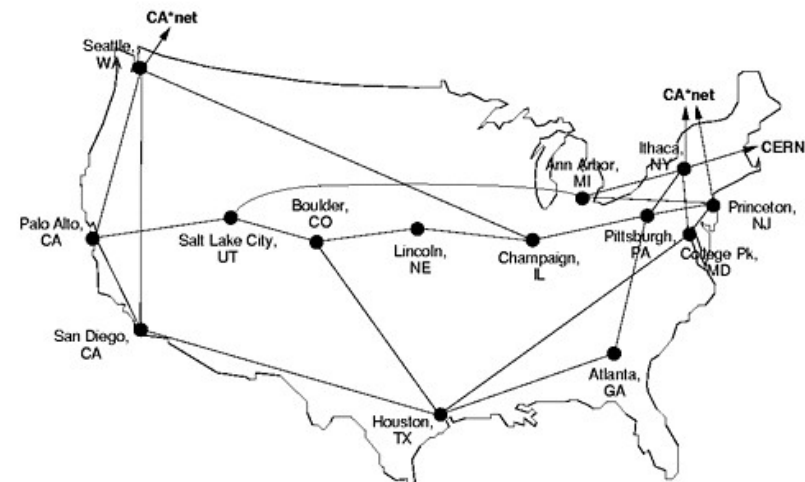 CA*net
Seattle,
WA
CA*net
Ithaca,
NY
CERN
Ann Arbor,
MI
Boulder,
CO
Palo Alto,
CA
Salt Lake City,
UT
Lincoln,
NE
Champaign,
IL
Pittsburgh,
PA
Princeton,
NJ
College Pk,
MD
San Diego,
CA
Atlanta,
GA
Houston,
TX